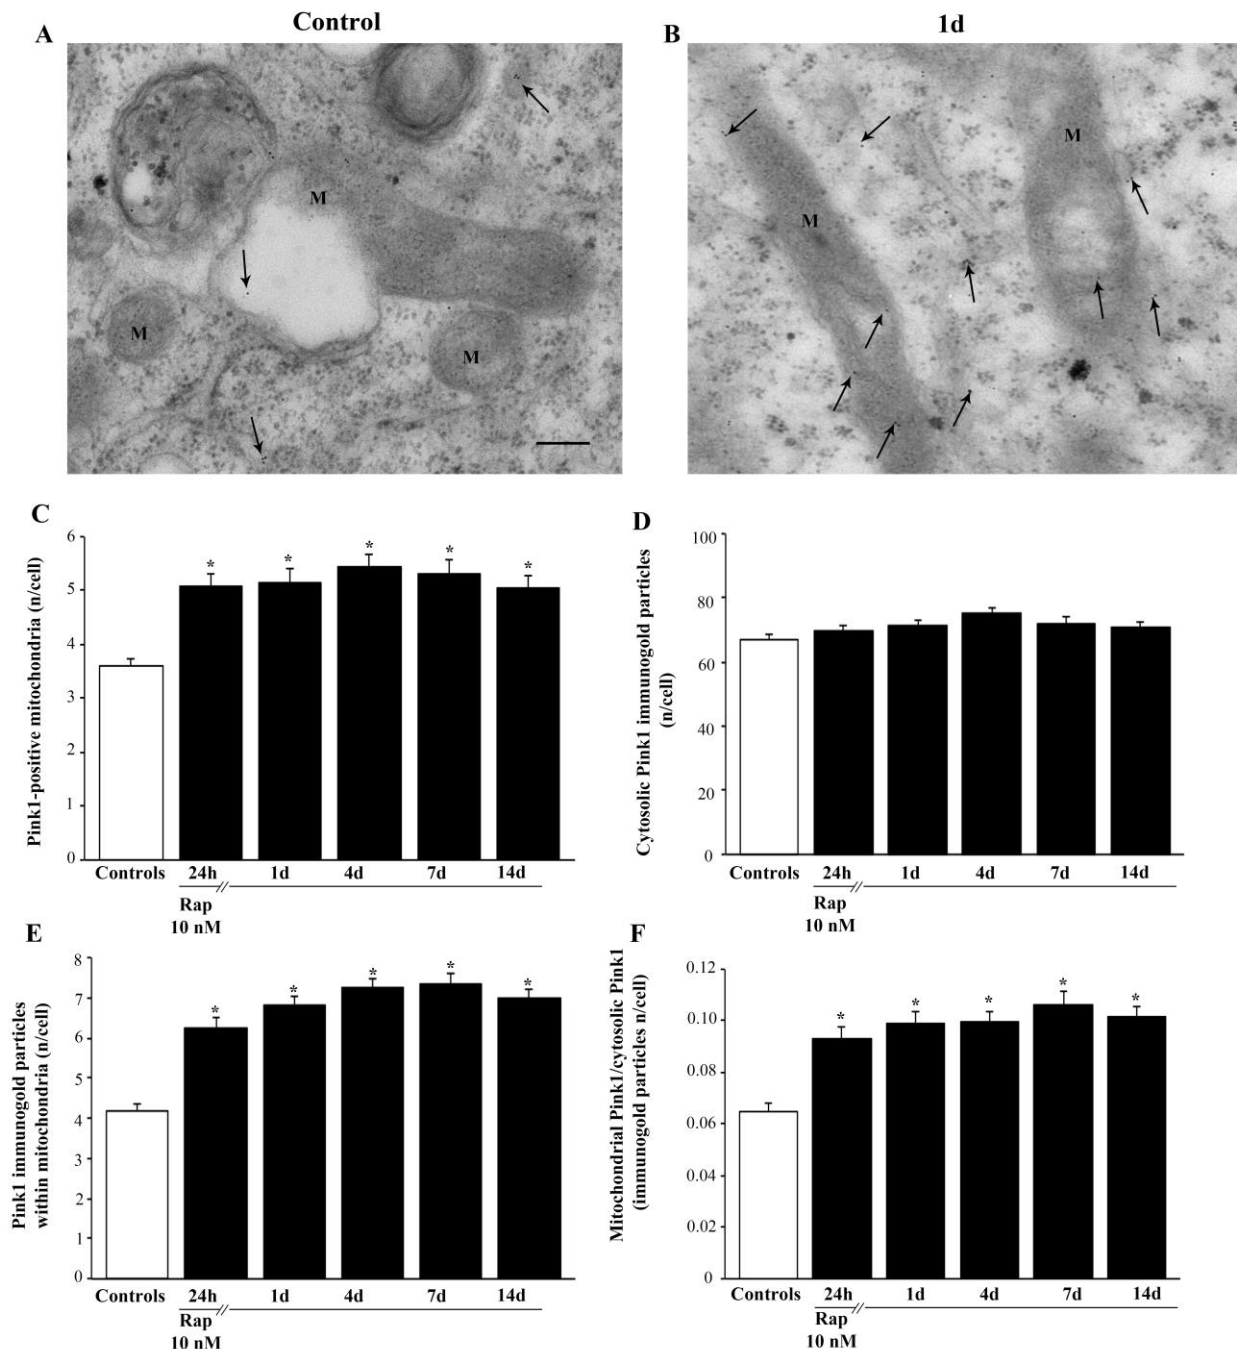 Control
1d
A
B
M
M
M
M
M
C
D
Pink1-positive mitochondria (n/cell)
6
5
4
3
2
1
0
* * * * *
Controls 24h 1d 4d 7d 14d
Rap
10 nM
Cytosolic Pink1 immunogold particles
(n/cell)
100
80
60
40
20
0
Controls 24h 1d 4d 7d 14d
Rap
10 nM
E
F
Pink1 immunogold particles
within mitochondria (n/cell)
8
7
6
5
4
3
2
1
0
* * * * *
Controls 24h 1d 4d 7d 14d
Rap
10 nM
Mitochondrial Pink1/cytosolic Pink1
(immunogold particles n/cell)
0.12
0.10
0.08
0.06
0.04
0.02
0
* * * * *
Controls 24h 1d 4d 7d 14d
Rap
10 nM